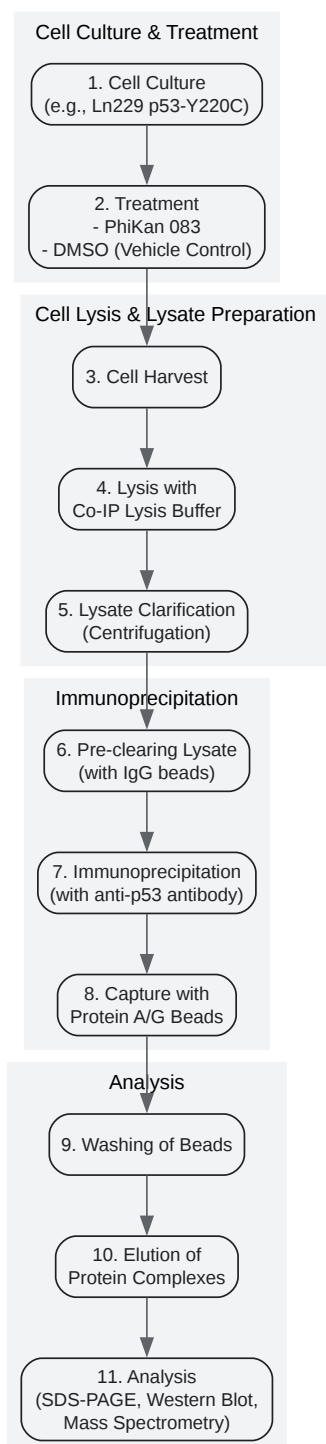 Cell Culture & Treatment
1. Cell Culture
(e.g., Ln229 p53-Y220C)
2. Treatment
- PhiKan 083
- DMSO (Vehicle Control)
Cell Lysis & Lysate Preparation
3. Cell Harvest
4. Lysis with
Co-IP Lysis Buffer
5. Lysate Clarification
(Centrifugation)
Immunoprecipitation
6. Pre-clearing Lysate
(with IgG beads)
7. Immunoprecipitation
(with anti-p53 antibody)
8. Capture with
Protein A/G Beads
Analysis
9. Washing of Beads
10. Elution of
Protein Complexes
11. Analysis
(SDS-PAGE, Western Blot,
Mass Spectrometry)